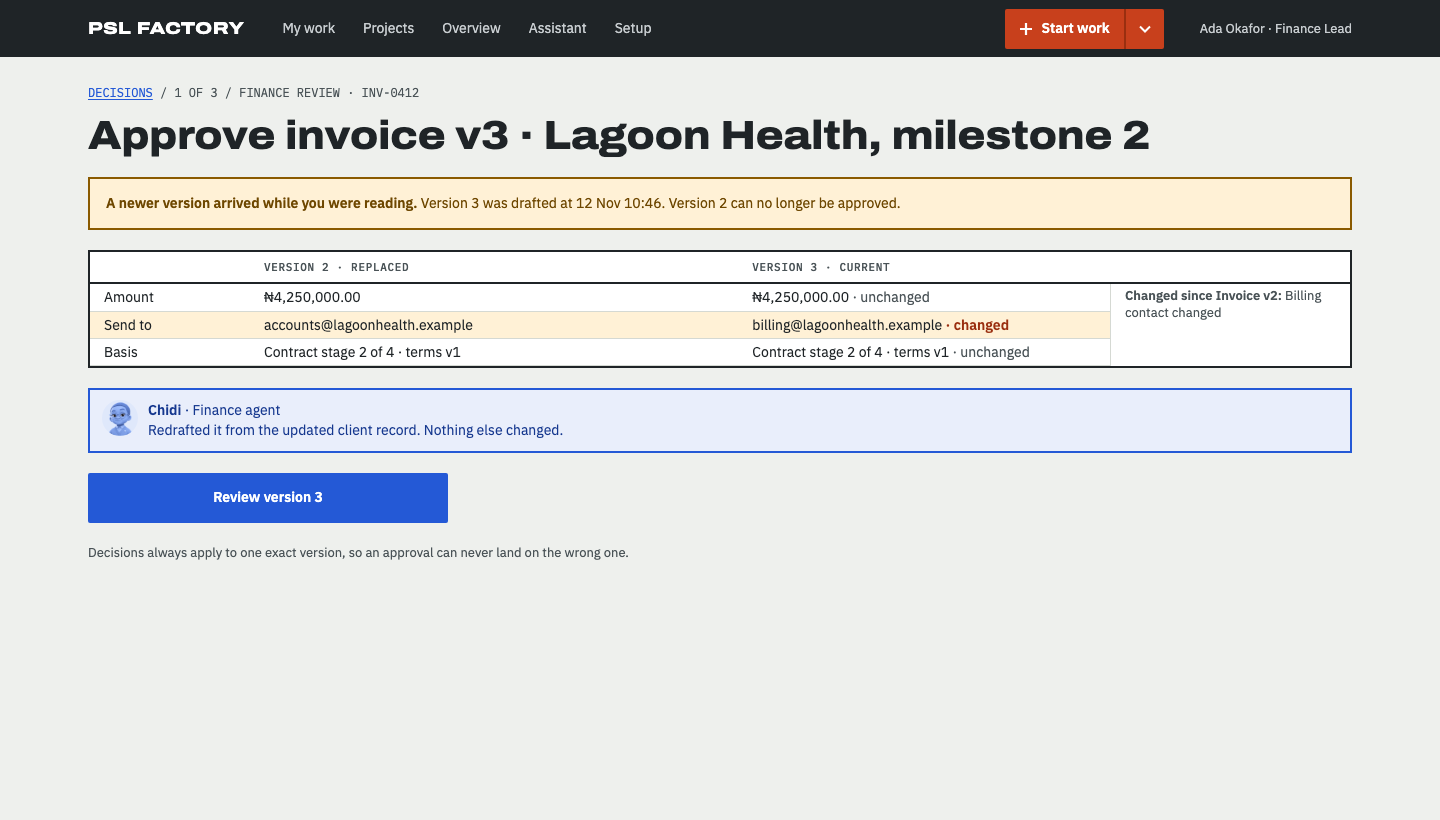 PSL FACTORY
My work
Projects
Overview
Assistant
Setup
+ Start work
Ada Okafor · Finance Lead
DECISIONS / 1 OF 3 / FINANCE REVIEW · INV-0412
Approve invoice v3 · Lagoon Health, milestone 2
A newer version arrived while you were reading. Version 3 was drafted at 12 Nov 10:46. Version 2 can no longer be approved.
VERSION 2 · REPLACED
VERSION 3 · CURRENT
Amount
₦4,250,000.00
₦4,250,000.00 · unchanged
Send to
accounts@lagoonhealth.example
billing@lagoonhealth.example · changed
Basis
Contract stage 2 of 4 · terms v1
Contract stage 2 of 4 · terms v1 · unchanged
Changed since Invoice v2: Billing
contact changed
Chidi · Finance agent
Redrafted it from the updated client record. Nothing else changed.
Review version 3
Decisions always apply to one exact version, so an approval can never land on the wrong one.